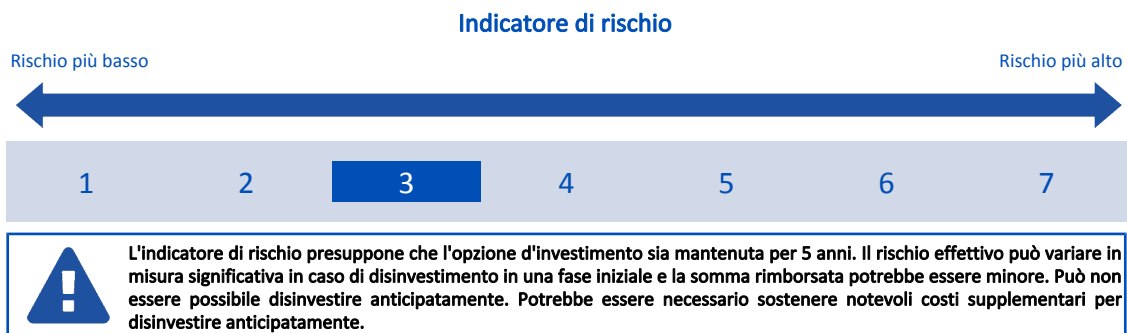 Indicatore di rischio
Rischio più basso Rischio più alto
1 2 3 4 5 6 7
L'indicatore di rischio presuppone che l'opzione d'investimento sia mantenuta per 5 anni. Il rischio effettivo può variare in
misura significativa in caso di disinvestimento in una fase iniziale e la somma rimborsata potrebbe essere minore. Può non
essere possibile disinvestire anticipatamente. Potrebbe essere necessario sostenere notevoli costi supplementari per
disinvestire anticipatamente.